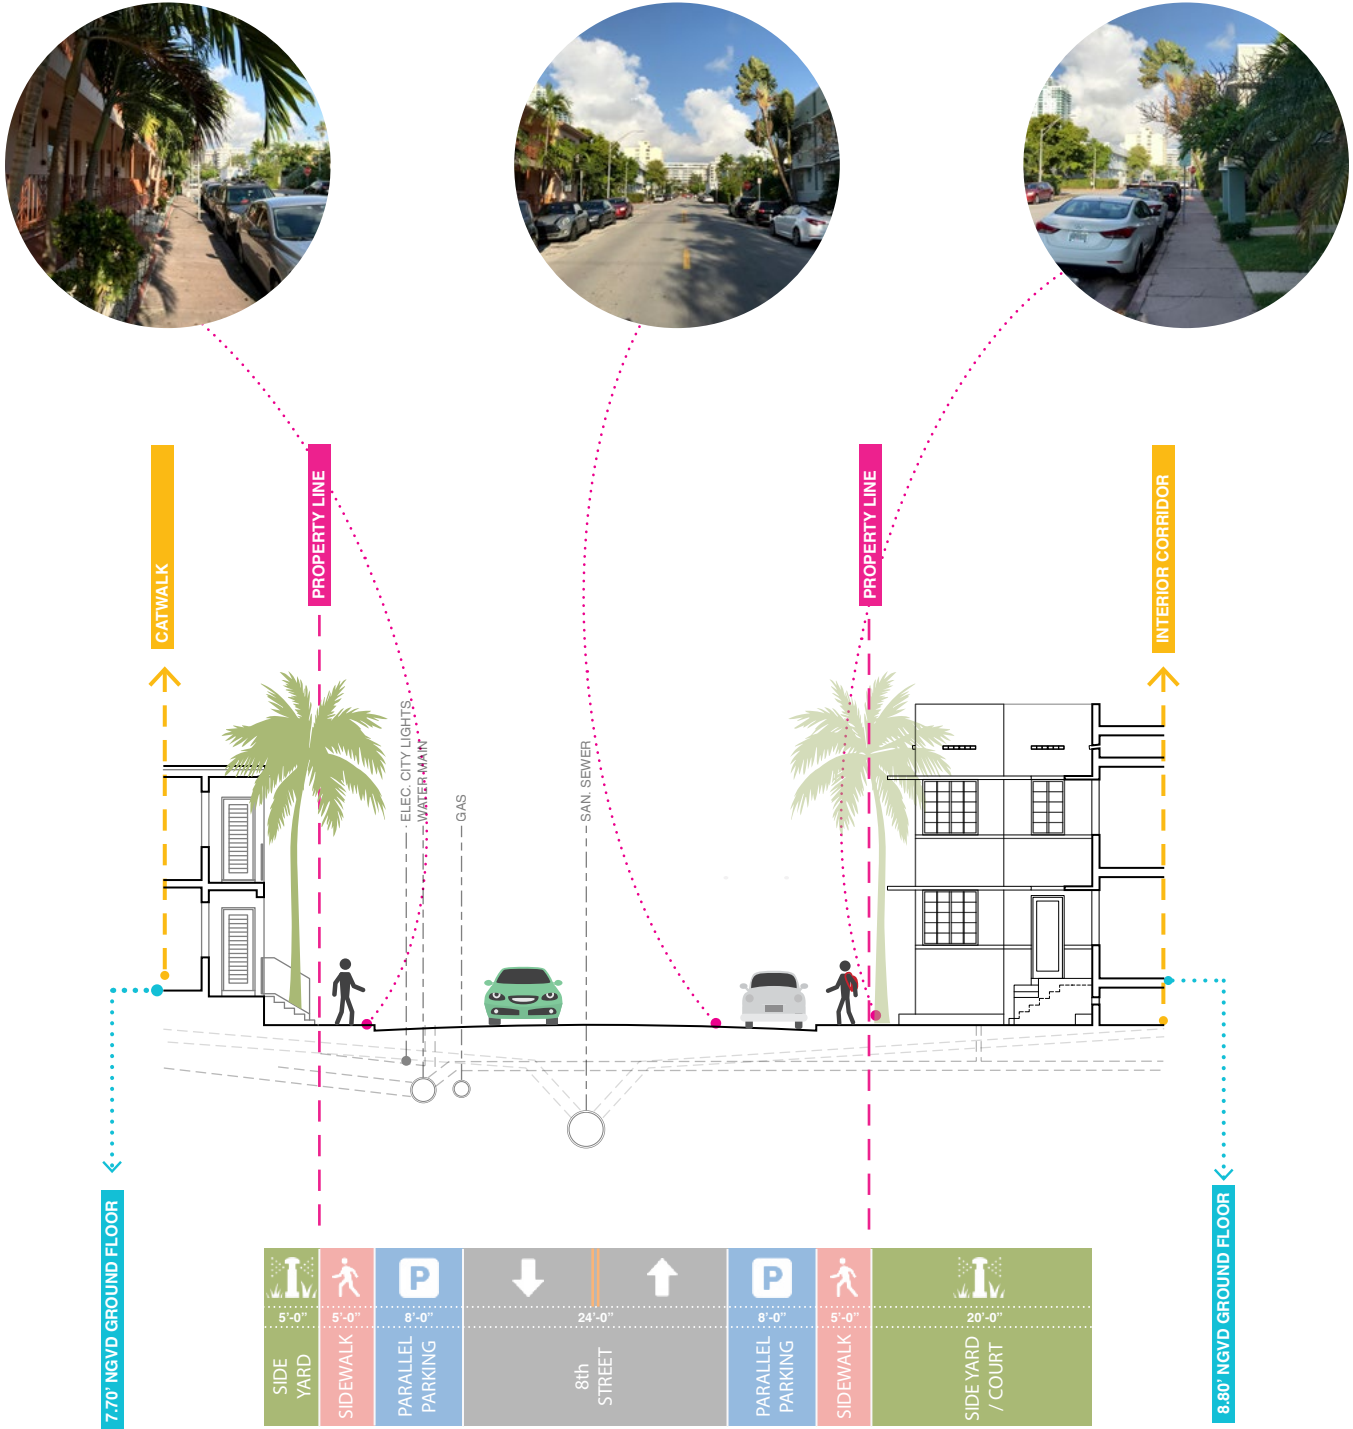 CATWALK
PROPERTY LINE
PROPERTY LINE
INTERIOR CORRIDOR
ELEC. CITY LIGHTS
WATER MAIN
GAS
SAN. SEWER
7.70' NGVD GROUND FLOOR
8.80' NGVD GROUND FLOOR
P
P
5'-0"
5'-0"
8'-0"
24'-0"
8'-0"
5'-0"
20'-0"
SIDE
YARD
SIDEWALK
PARALLEL
PARKING
8th
STREET
PARALLEL
PARKING
SIDEWALK
SIDE YARD
/ COURT